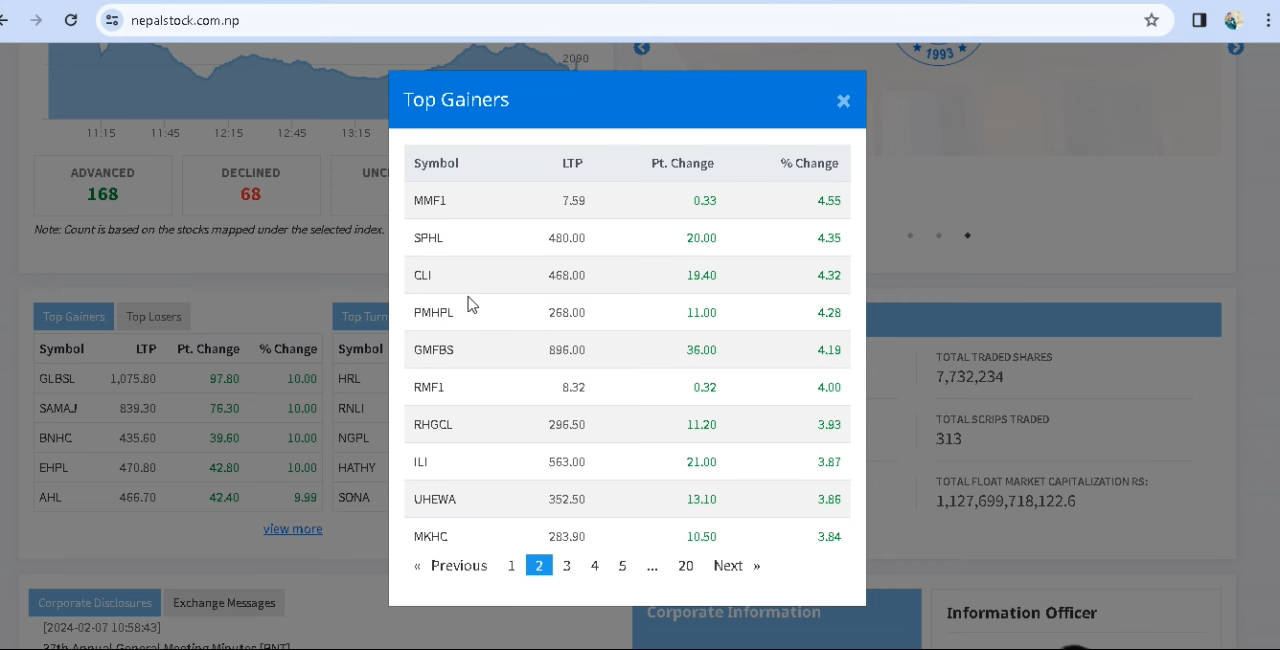 nepalstock.com.np
2090
1993
11:15 11:45 12:15 12:45 13:15
ADVANCED
168
DECLINED
68
UNC
Note: Count is based on the stocks mapped under the selected index.
Top Gainers Top Losers
Symbol LTP Pt. Change % Change
GLBSL 1,075.80 97.80 10.00
SAMAJ 839.30 76.30 10.00
BNHC 435.60 39.60 10.00
EHPL 470.80 42.80 10.00
AHL 466.70 42.40 9.99
view more
Top Turn
Symbol
HRL
RNLI
NGPL
HATHY
SONA
Top Gainers ×
Symbol LTP Pt. Change % Change
MMF1 7.59 0.33 4.55
SPHL 480.00 20.00 4.35
CLI 468.00 19.40 4.32
PMHPL 268.00 11.00 4.28
GMFBS 896.00 36.00 4.19
RMF1 8.32 0.32 4.00
RHGCL 296.50 11.20 3.93
ILI 563.00 21.00 3.87
UHEWA 352.50 13.10 3.86
MKHC 283.90 10.50 3.84
« Previous 1 2 3 4 5 ... 20 Next »
TOTAL TRADED SHARES
7,732,234
TOTAL SCRIPS TRADED
313
TOTAL FLOAT MARKET CAPITALIZATION RS:
1,127,699,718,122.6
Corporate Disclosures Exchange Messages
[2024-02-07 10:58:43]
37th Annual General Meeting Minutes [BNT]
Corporate Information
Information Officer